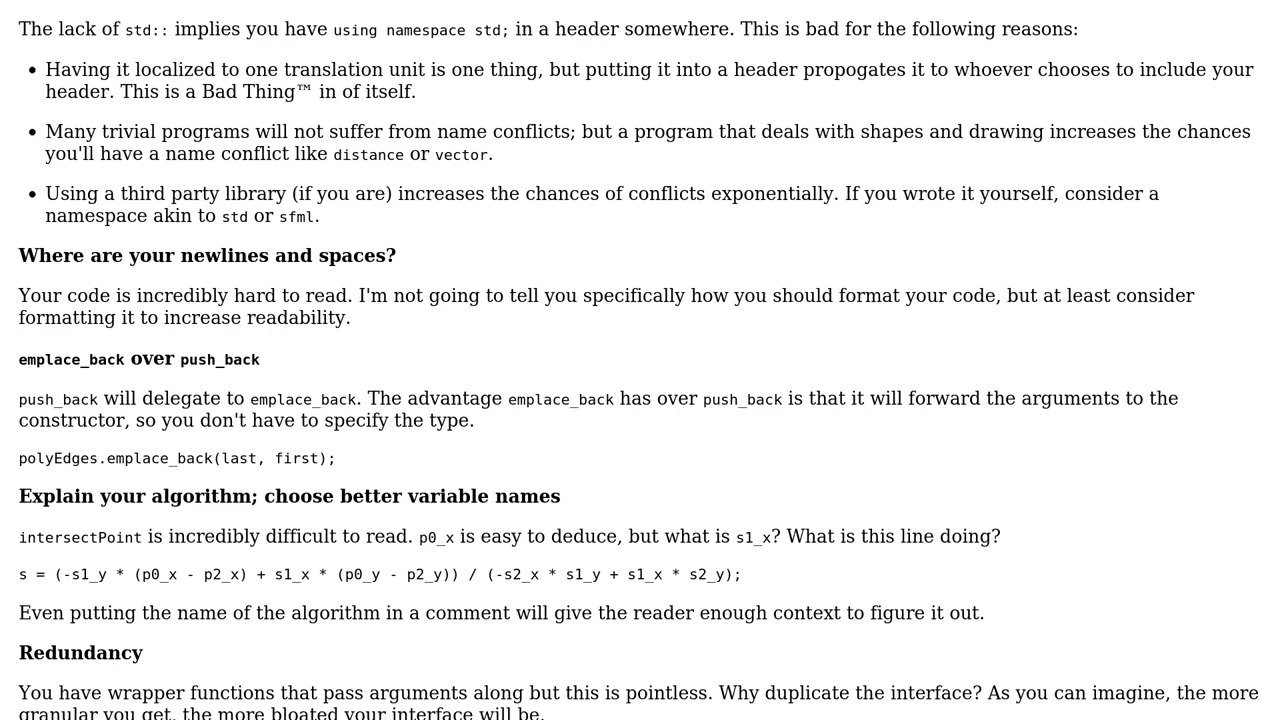 The lack of std:: implies you have using namespace std; in a header somewhere. This is bad for the following reasons:
• Having it localized to one translation unit is one thing, but putting it into a header propogates it to whoever chooses to include your
header. This is a Bad Thing™ in of itself.
• Many trivial programs will not suffer from name conflicts; but a program that deals with shapes and drawing increases the chances
you'll have a name conflict like distance or vector.
• Using a third party library (if you are) increases the chances of conflicts exponentially. If you wrote it yourself, consider a
namespace akin to std or sfml.
Where are your newlines and spaces?
Your code is incredibly hard to read. I'm not going to tell you specifically how you should format your code, but at least consider
formatting it to increase readability.
emplace_back over push_back
push_back will delegate to emplace_back. The advantage emplace_back has over push_back is that it will forward the arguments to the
constructor, so you don't have to specify the type.
polyEdges.emplace_back(last, first);
Explain your algorithm; choose better variable names
intersectPoint is incredibly difficult to read. p0_x is easy to deduce, but what is s1_x? What is this line doing?
s = (-s1_y * (p0_x - p2_x) + s1_x * (p0_y - p2_y)) / (-s2_x * s1_y + s1_x * s2_y);
Even putting the name of the algorithm in a comment will give the reader enough context to figure it out.
Redundancy
You have wrapper functions that pass arguments along but this is pointless. Why duplicate the interface? As you can imagine, the more
granular you get, the more bloated your interface will be.